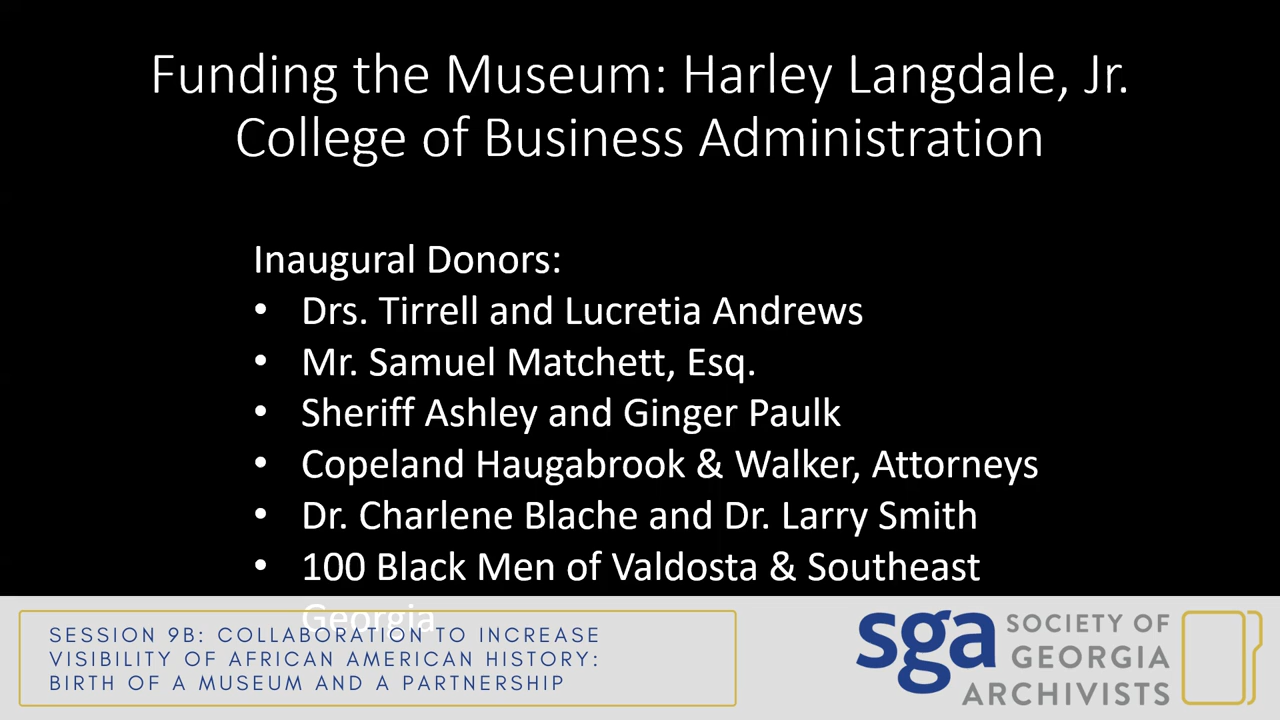 Funding the Museum: Harley Langdale, Jr.
College of Business Administration
Inaugural Donors:
• Drs. Tirrell and Lucretia Andrews
• Mr. Samuel Matchett, Esq.
• Sheriff Ashley and Ginger Paulk
• Copeland Haugabrook & Walker, Attorneys
• Dr. Charlene Blache and Dr. Larry Smith
• 100 Black Men of Valdosta & Southeast
Georgia
SESSION 9B: COLLABORATION TO INCREASE
VISIBILITY OF AFRICAN AMERICAN HISTORY:
BIRTH OF A MUSEUM AND A PARTNERSHIP
sga
SOCIETY OF
GEORGIA
ARCHIVISTS